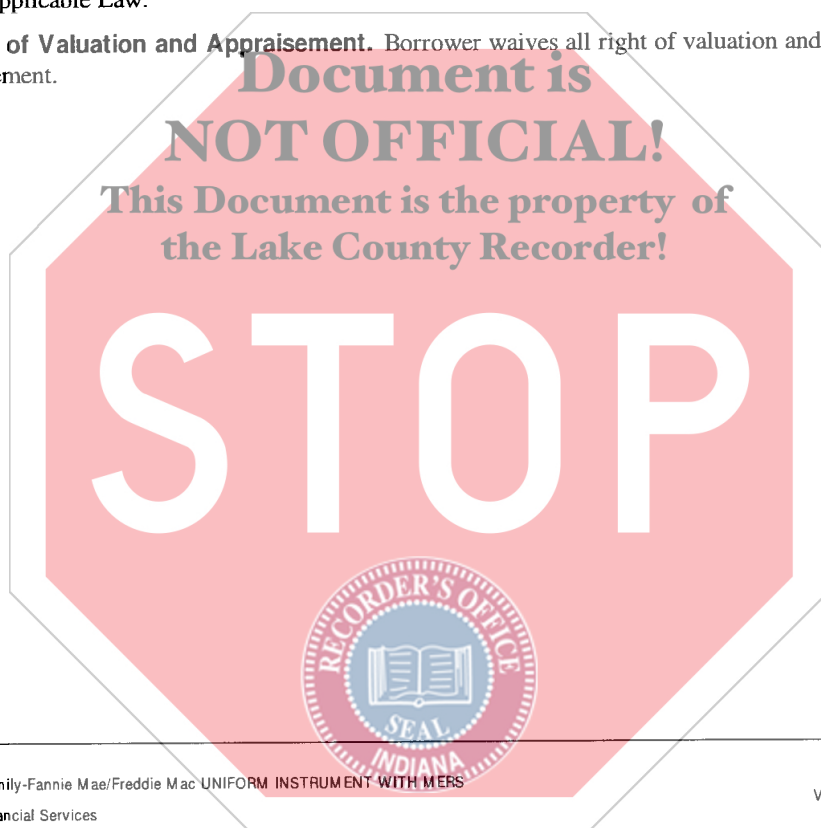 pplicable Law.
of Valuation and Appraisement. Borrower waives all right of valuation and
ment.
Document is
NOT OFFICIAL!
This Document is the property of
the Lake County Recorder!
STOP
RECORDER'S OFFICE
SEAL
INDIANA
nily-Fannie Mae/Freddie Mac UNIFORM INSTRUMENT WITH MERS
V
ancial Services